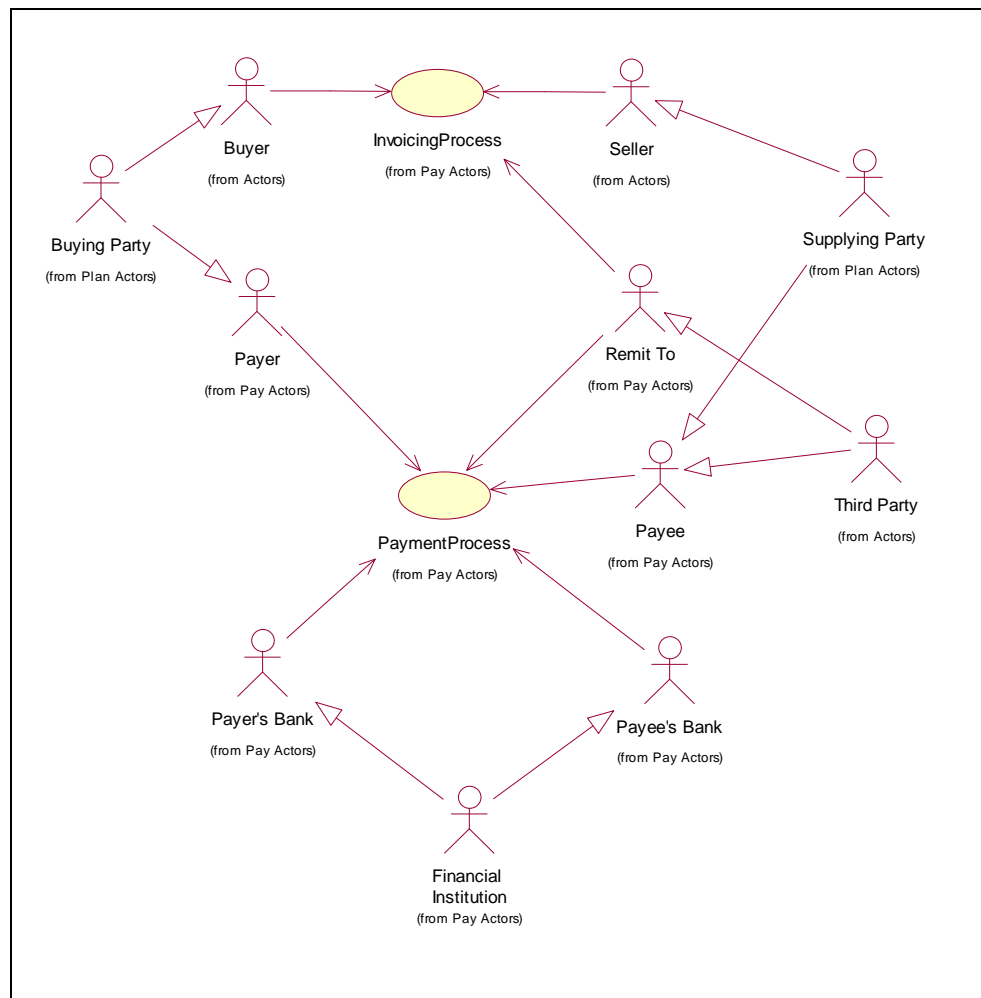 Buyer
(from Actors)
InvoicingProcess
(from Pay Actors)
Seller
(from Actors)
Buying Party
(from Plan Actors)
Supplying Party
(from Plan Actors)
Payer
(from Pay Actors)
Remit To
(from Pay Actors)
Third Party
(from Actors)
Payee
(from Pay Actors)
PaymentProcess
(from Pay Actors)
Payer's Bank
(from Pay Actors)
Payee's Bank
(from Pay Actors)
Financial
Institution
(from Pay Actors)